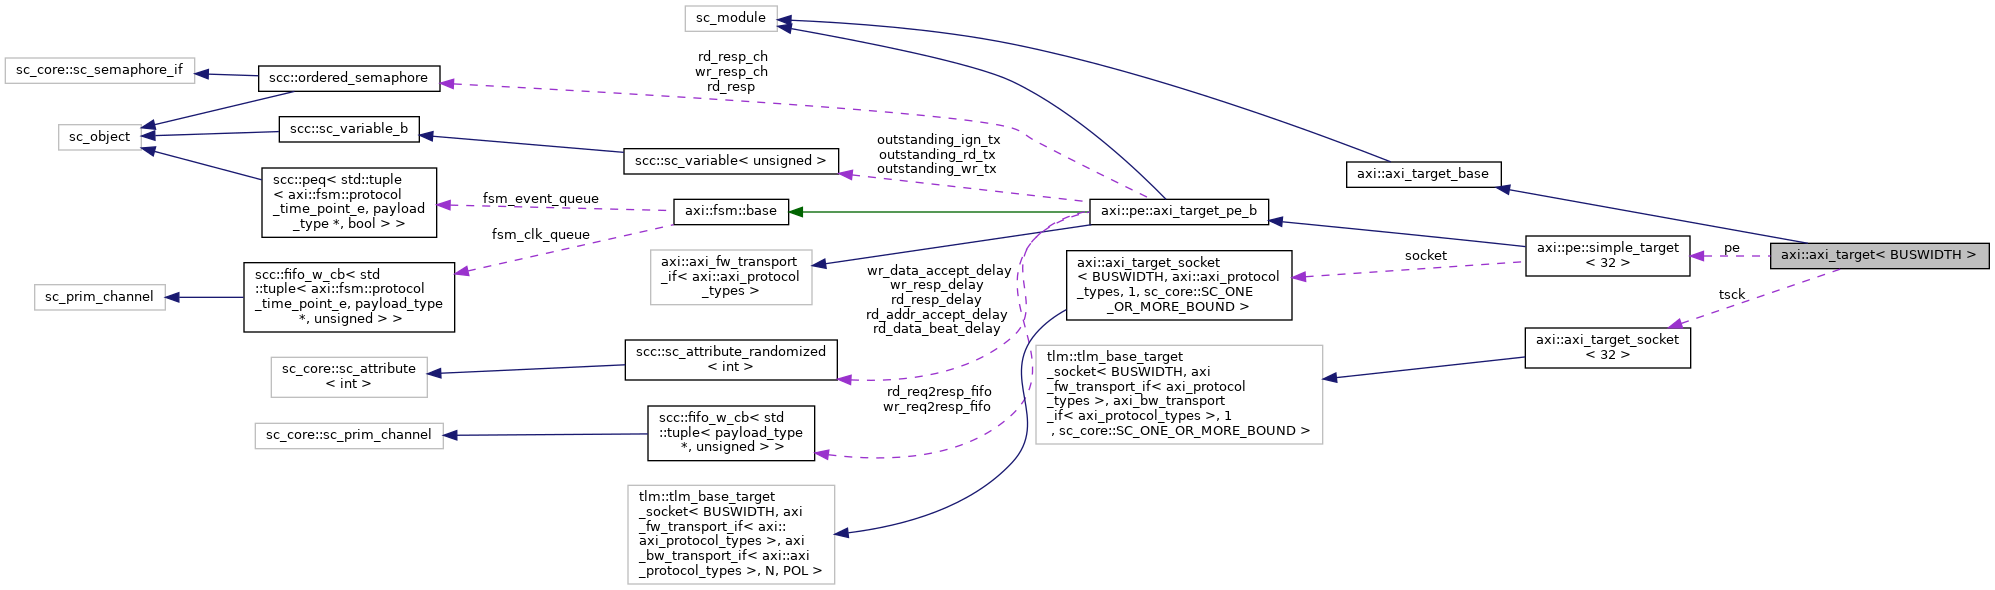 sc_module
sc_core::sc_semaphore_if
scc::ordered_semaphore
rd_resp_ch
wr_resp_ch
rd_resp
sc_object
scc::sc_variable_b
scc::sc_variable< unsigned >
outstanding_ign_tx
outstanding_rd_tx
outstanding_wr_tx
axi::axi_target_base
scc::peq< std::tuple
< axi::fsm::protocol
_time_point_e, payload
_type *, bool > >
fsm_event_queue
axi::fsm::base
axi::pe::axi_target_pe_b
fsm_clk_queue
axi::axi_fw_transport
_if< axi::axi_protocol
_types >
axi::axi_target_socket
< BUSWIDTH, axi::axi_protocol
_types, 1, sc_core::SC_ONE
_OR_MORE_BOUND >
socket
axi::pe::simple_target
< 32 >
pe
axi::axi_target< BUSWIDTH >
tsck
sc_prim_channel
scc::fifo_w_cb< std
::tuple< axi::fsm::protocol
_time_point_e, payload_type
*, unsigned > >
wr_data_accept_delay
wr_resp_delay
rd_resp_delay
rd_addr_accept_delay
rd_data_beat_delay
axi::axi_target_socket
< 32 >
sc_core::sc_attribute
< int >
scc::sc_attribute_randomized
< int >
tlm::tlm_base_target
_socket< BUSWIDTH, axi
_fw_transport_if< axi_protocol
_types >, axi_bw_transport
_if< axi_protocol_types >, 1
, sc_core::SC_ONE_OR_MORE_BOUND >
rd_req2resp_fifo
wr_req2resp_fifo
sc_core::sc_prim_channel
scc::fifo_w_cb< std
::tuple< payload_type
*, unsigned > >
tlm::tlm_base_target
_socket< BUSWIDTH, axi
_fw_transport_if< axi::
axi_protocol_types >, axi
_bw_transport_if< axi::axi
_protocol_types >, N, POL >